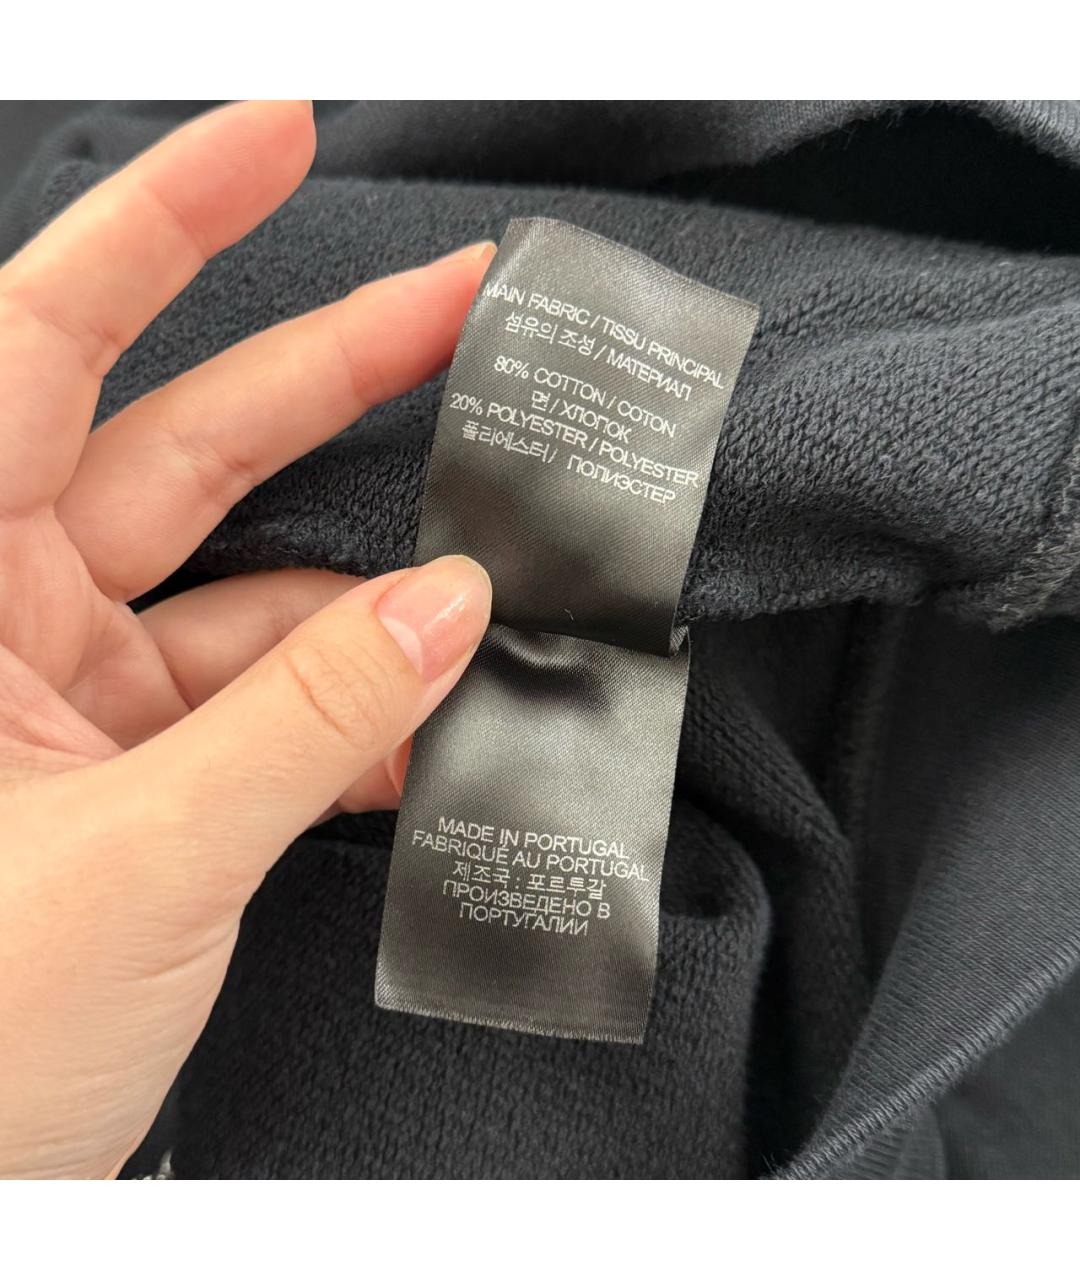 MAIN FABRIC / TISSU PRINCIPAL
섬유의 조성 / МАТЕРИАЛ
80% COTTON / COTON
면 / ХЛОПОК
20% POLYESTER / POLYESTER
폴리에스터 / ПОЛИЭСТЕР
MADE IN PORTUGAL
FABRIQUÉ AU PORTUGAL
제조국 : 포르투갈
ПРОИЗВЕДЕНО В
ПОРТУГАЛИИ